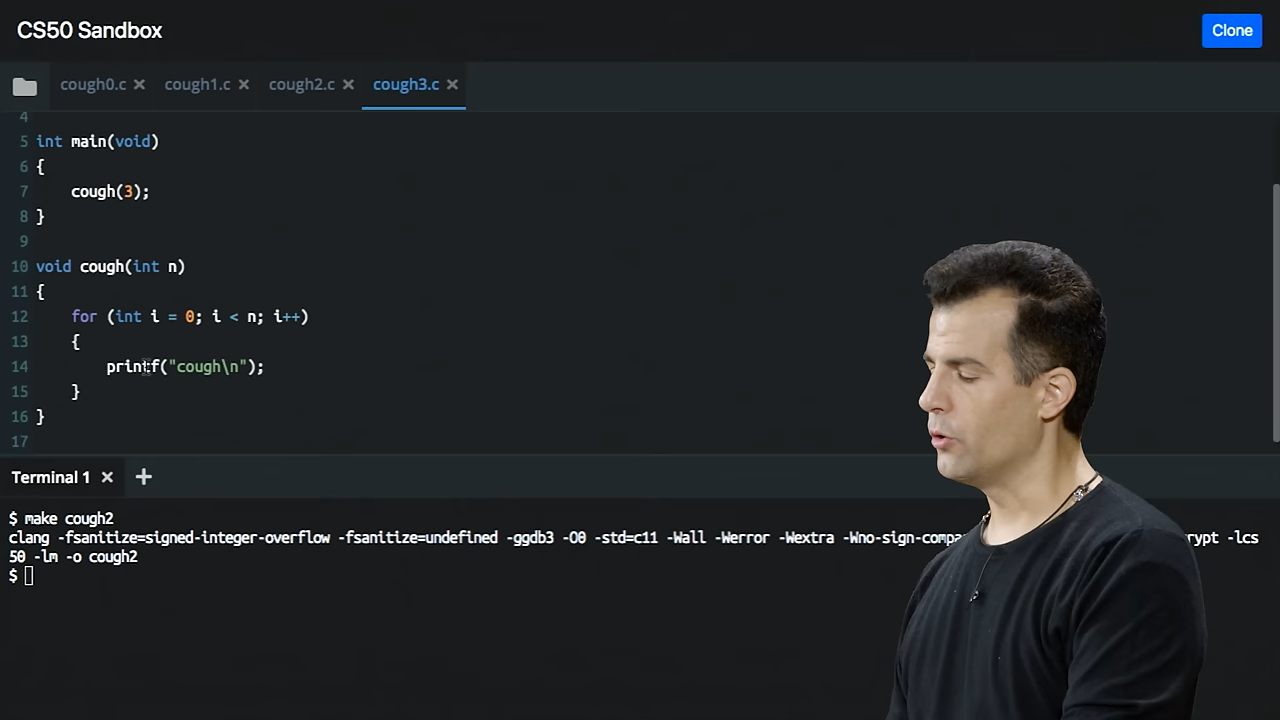 CS50 Sandbox
Clone
cough0.c × cough1.c × cough2.c × cough3.c ×
4
5 int main(void)
6 {
7 cough(3);
8 }
9
10 void cough(int n)
11 {
12 for (int i = 0; i < n; i++)
13 {
14 printf("cough\n");
15 }
16 }
17
Terminal 1 × +
$ make cough2
clang -fsanitize=signed-integer-overflow -fsanitize=undefined -ggdb3 -O0 -std=c11 -Wall -Werror -Wextra -Wno-sign-compa rypt -lcs
50 -lm -o cough2
$